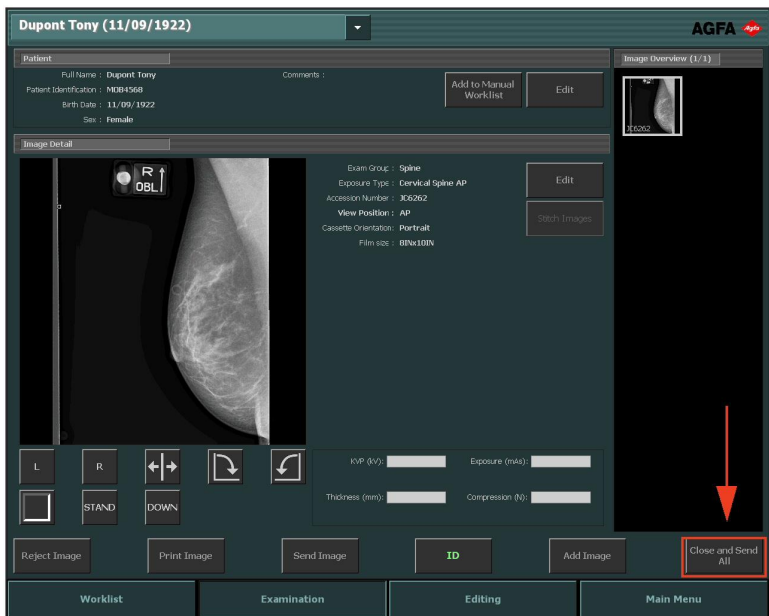 Dupont Tony (11/09/1922)
AGFA
Agfa
Patient
Full Name : Dupont Tony
Comments :
Patient Identification : MOB4568
Birth Date : 11/09/1922
Sex : Female
Add to Manual
Worklist
Edit
Image Overview (1/1)
JC6262
Image Detail
R
OBL
Exam Group : Spine
Exposure Type : Cervical Spine AP
Accession Number : JC6262
View Position : AP
Cassette Orientation : Portrait
Film size : 8INx10IN
Edit
Stitch Images
L
R
STAND
DOWN
KVP (kV):
Exposure (mAs):
Thickness (mm):
Compression (N):
Reject Image
Print Image
Send Image
ID
Add Image
Close and Send
All
Worklist
Examination
Editing
Main Menu